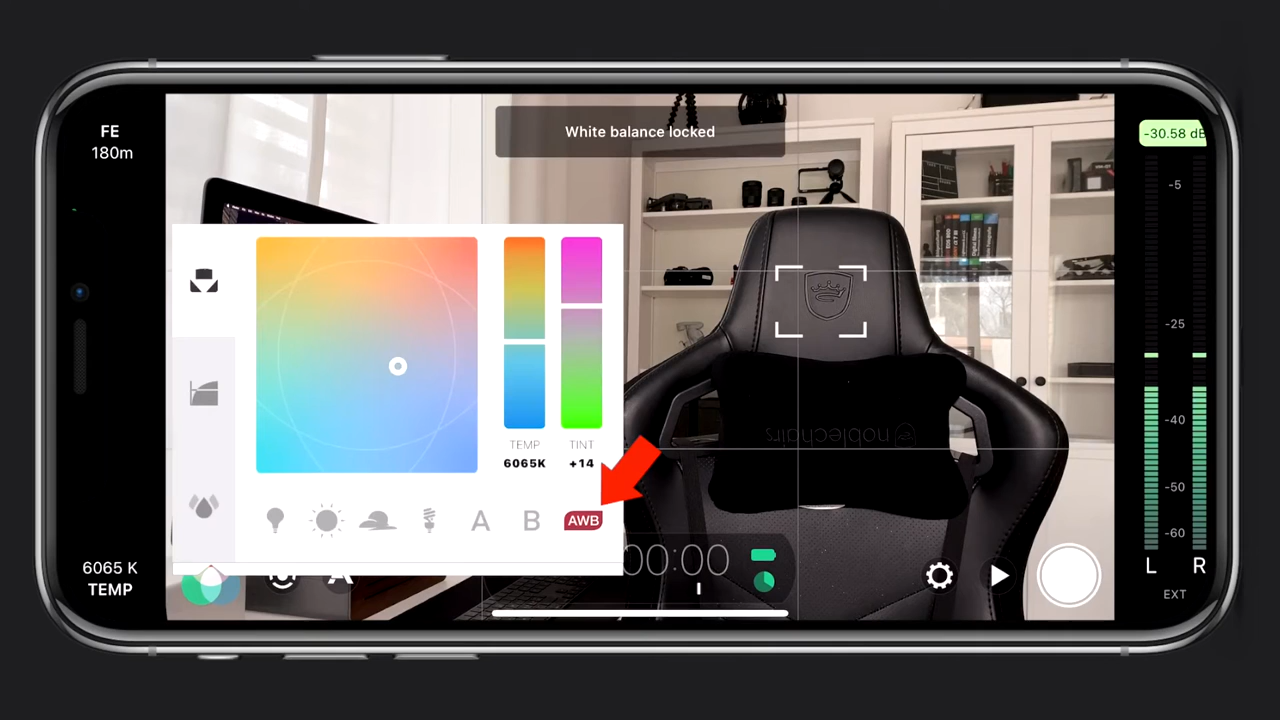 FE
180m
White balance locked
-30.58 dB
-5
-25
-40
-50
-60
L R
EXT
TEMP TINT
6065K +14
A B AWB
noblechairs
00:00
6065 K
TEMP